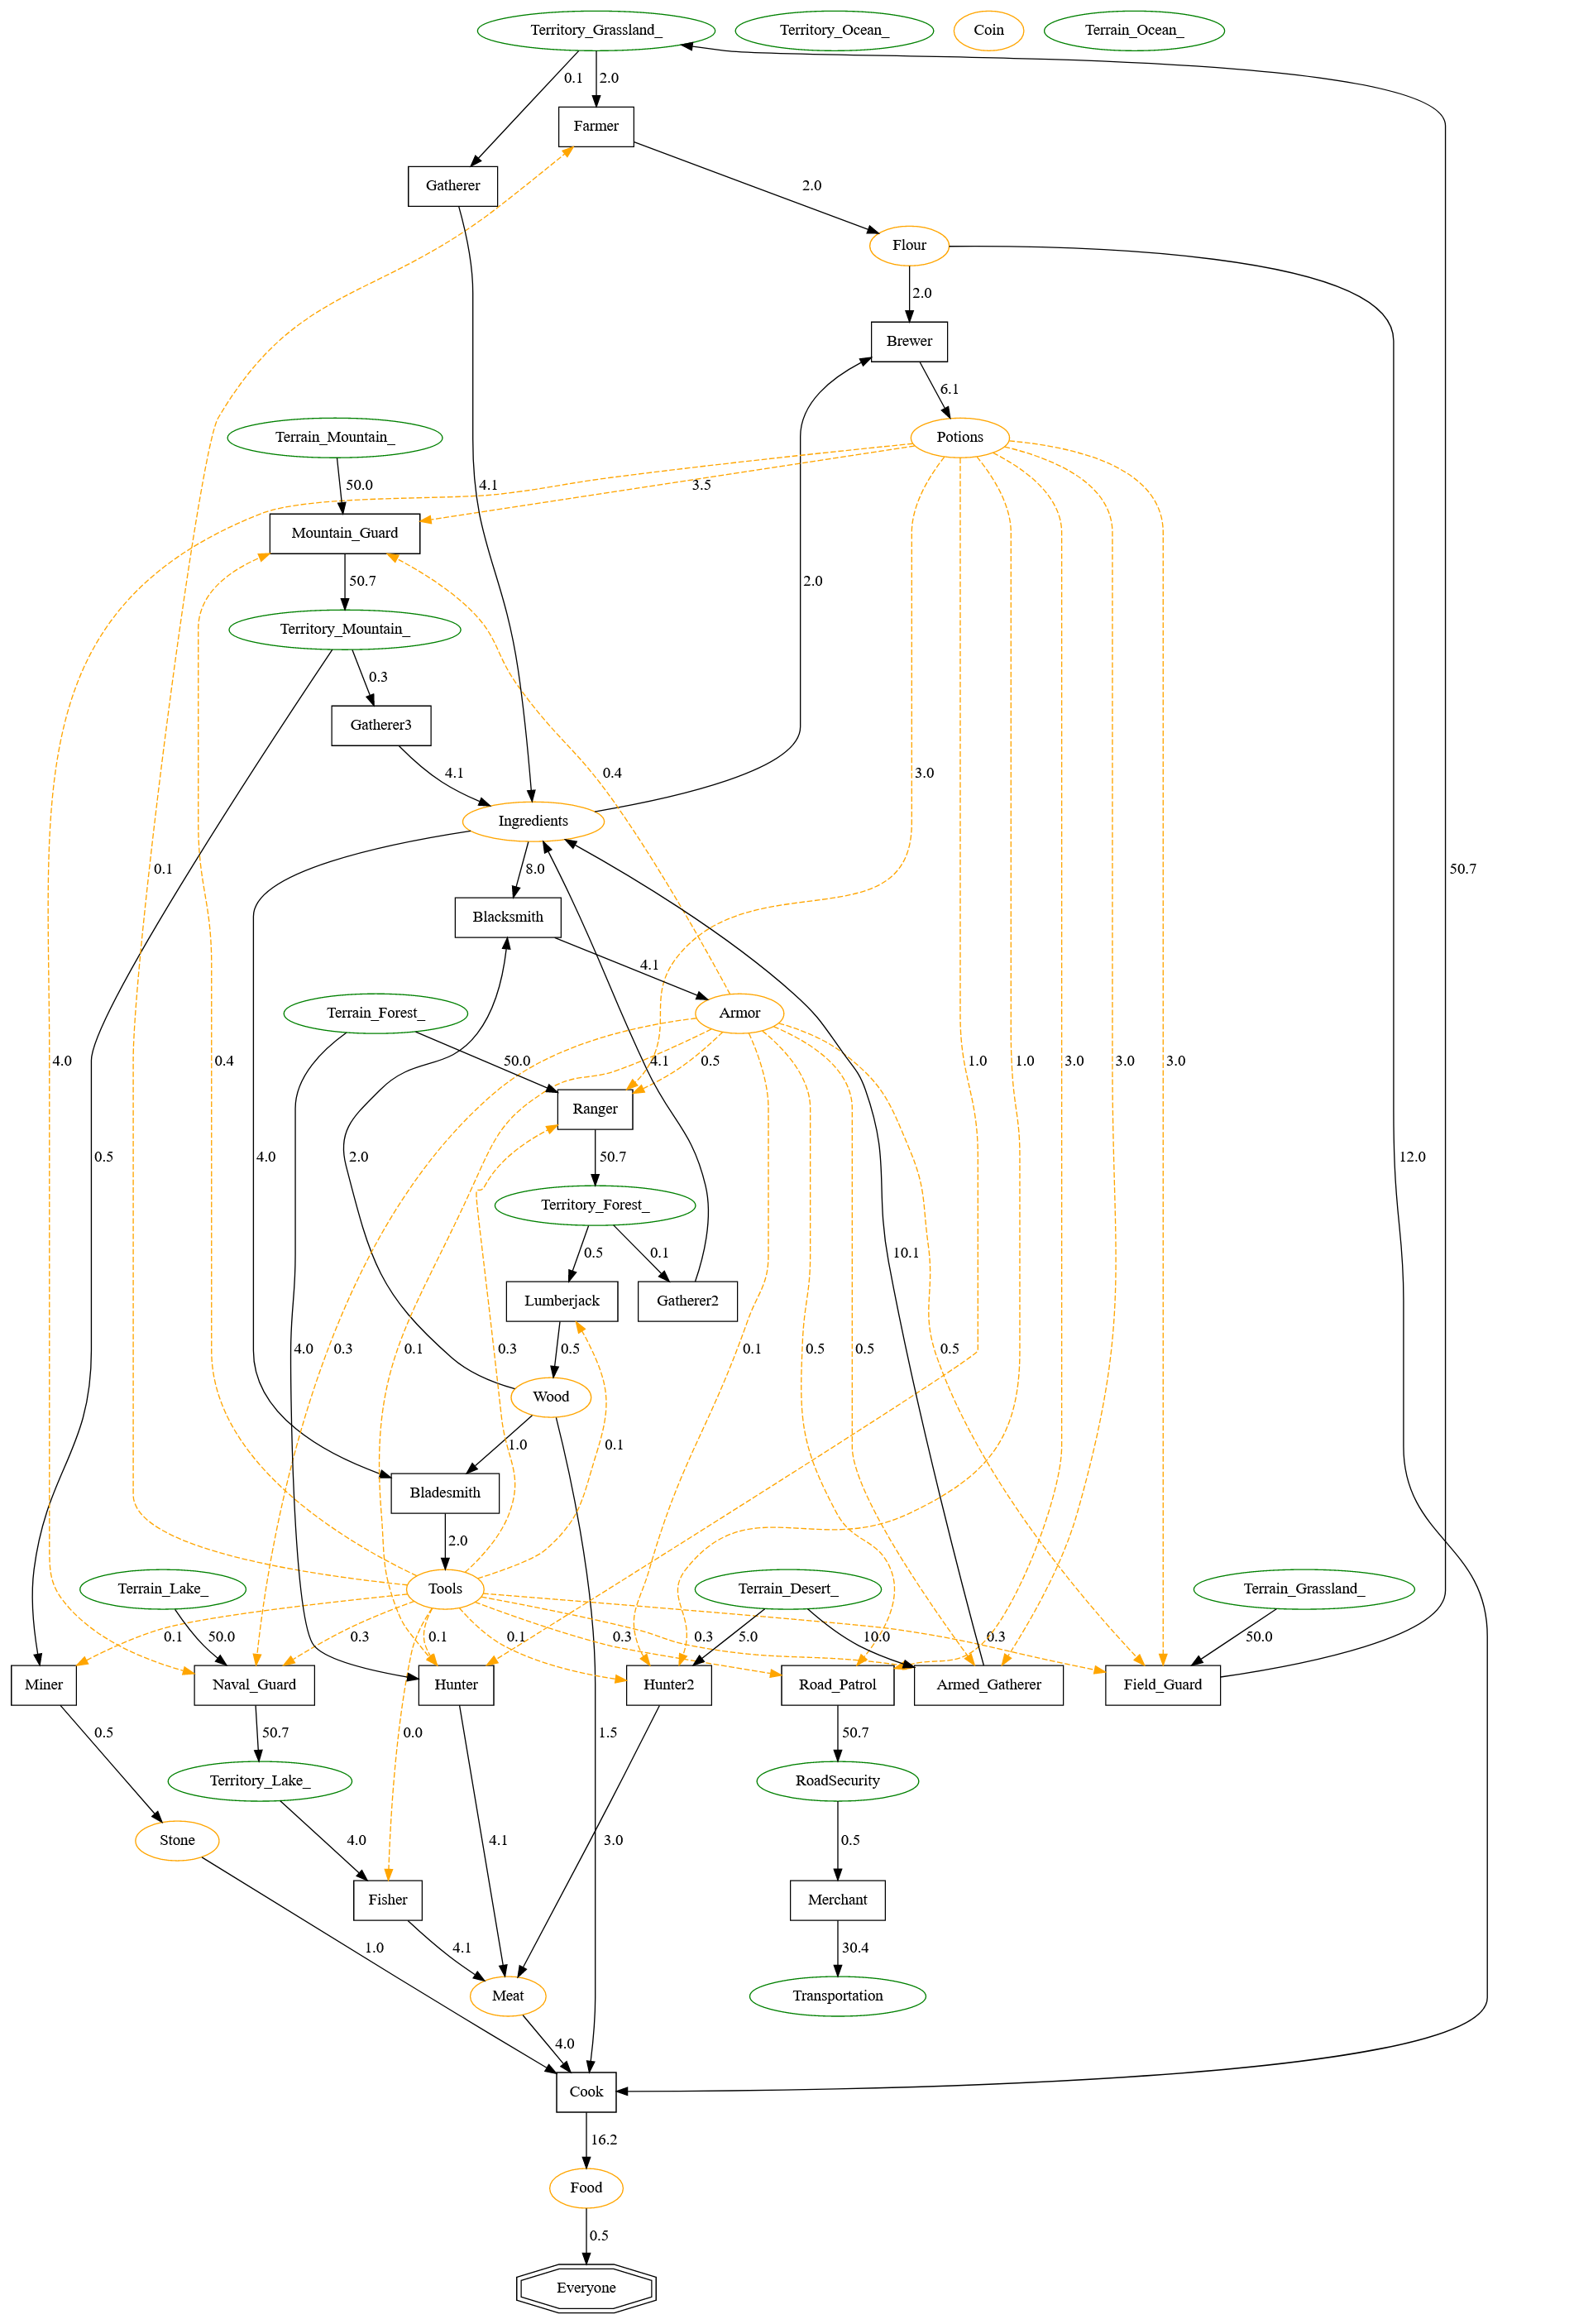 Territory_Grassland_
Territory_Ocean_
Coin
Terrain_Ocean_
0.1
2.0
Farmer
Gatherer
2.0
Flour
2.0
Brewer
6.1
Terrain_Mountain_
Potions
50.0
4.1
3.5
Mountain_Guard
50.7
2.0
Territory_Mountain_
0.3
Gatherer3
4.1
0.4
3.0
Ingredients
0.1
8.0
50.7
Blacksmith
4.1
Terrain_Forest_
Armor
4.0
0.4
50.0
4.1
0.5
1.0
1.0
3.0
3.0
3.0
Ranger
0.5
4.0
2.0
50.7
12.0
Territory_Forest_
0.5
0.1
10.1
Lumberjack
Gatherer2
4.0
0.3
0.1
0.3
0.5
0.1
0.5
0.5
0.5
Wood
1.0
0.1
Bladesmith
2.0
Terrain_Lake_
Tools
Terrain_Desert_
Terrain_Grassland_
0.1
50.0
0.3
0.1
0.1
0.3
0.3
5.0
10.0
0.3
50.0
Miner
Naval_Guard
Hunter
Hunter2
Road_Patrol
Armed_Gatherer
Field_Guard
0.5
50.7
0.0
1.5
50.7
Territory_Lake_
RoadSecurity
Stone
4.0
4.1
3.0
0.5
Fisher
Merchant
1.0
4.1
30.4
Meat
Transportation
4.0
Cook
16.2
Food
0.5
Everyone